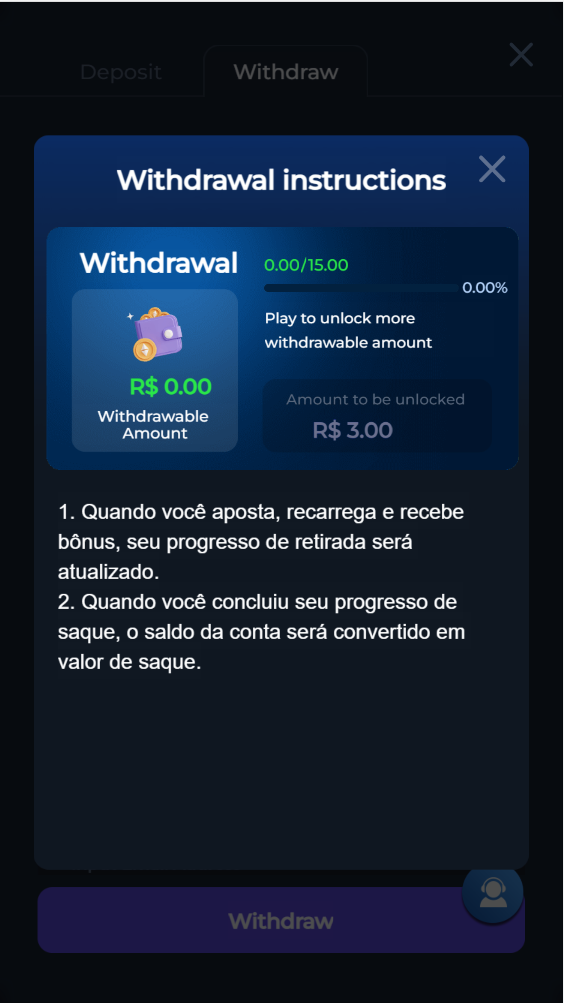 Deposit
Withdraw
Withdrawal instructions
Withdrawal
0.00/15.00
0.00%
Play to unlock more
withdrawable amount
R$ 0.00
Withdrawable
Amount
Amount to be unlocked
R$ 3.00
1. Quando você aposta, recarrega e recebe
bônus, seu progresso de retirada será
atualizado.
2. Quando você concluiu seu progresso de
saque, o saldo da conta será convertido em
valor de saque.
Withdraw